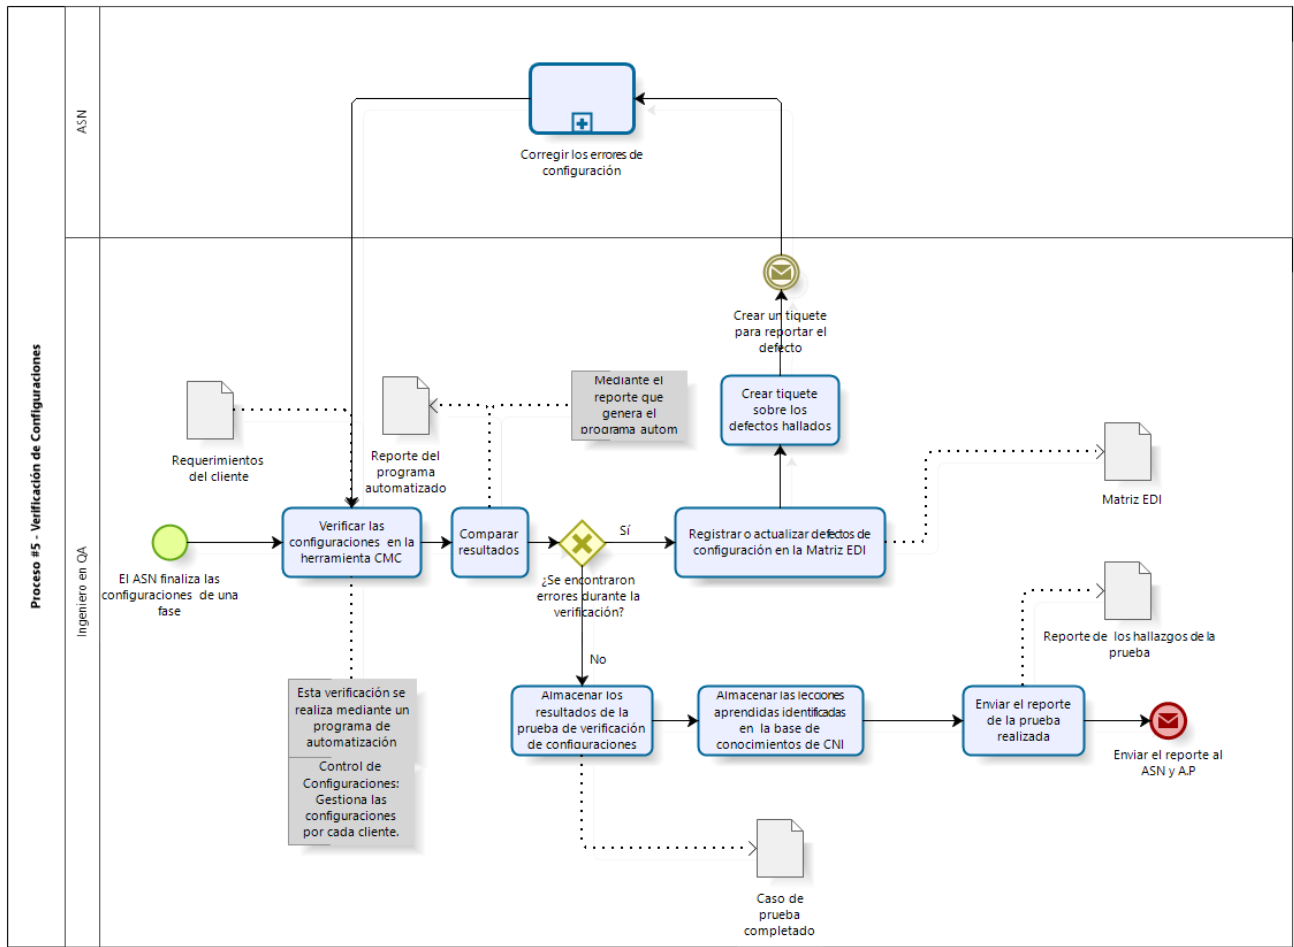 Proceso #5 - Verificación de Configuraciones
ASN
Corregir los errores de
configuración
Ingeniero en QA
Crear un tiquete
para reportar el
defecto
Crear tiquete
sobre los
defectos hallados
Mediante el
reporte que
genera el
programa autom
Requerimientos
del cliente
Reporte del
programa
automatizado
Matriz EDI
El ASN finaliza las
configuraciones de una
fase
Verificar las
configuraciones en la
herramienta CMC
Comparar
resultados
¿Se encontraron
errores durante la
verificación?
Sí
Registrar o actualizar defectos de
configuración en la Matriz EDI
No
Reporte de los hallazgos de la
prueba
Esta verificación se
realiza mediante un
programa de
automatización
Control de
Configuraciones:
Gestiona las
configuraciones
por cada cliente.
Almacenar los
resultados de la
prueba de verificación
de configuraciones
Almacenar las lecciones
aprendidas identificadas
en la base de
conocimientos de CNI
Enviar el reporte
de la prueba
realizada
Enviar el reporte al
ASN y A.P
Caso de
prueba
completado